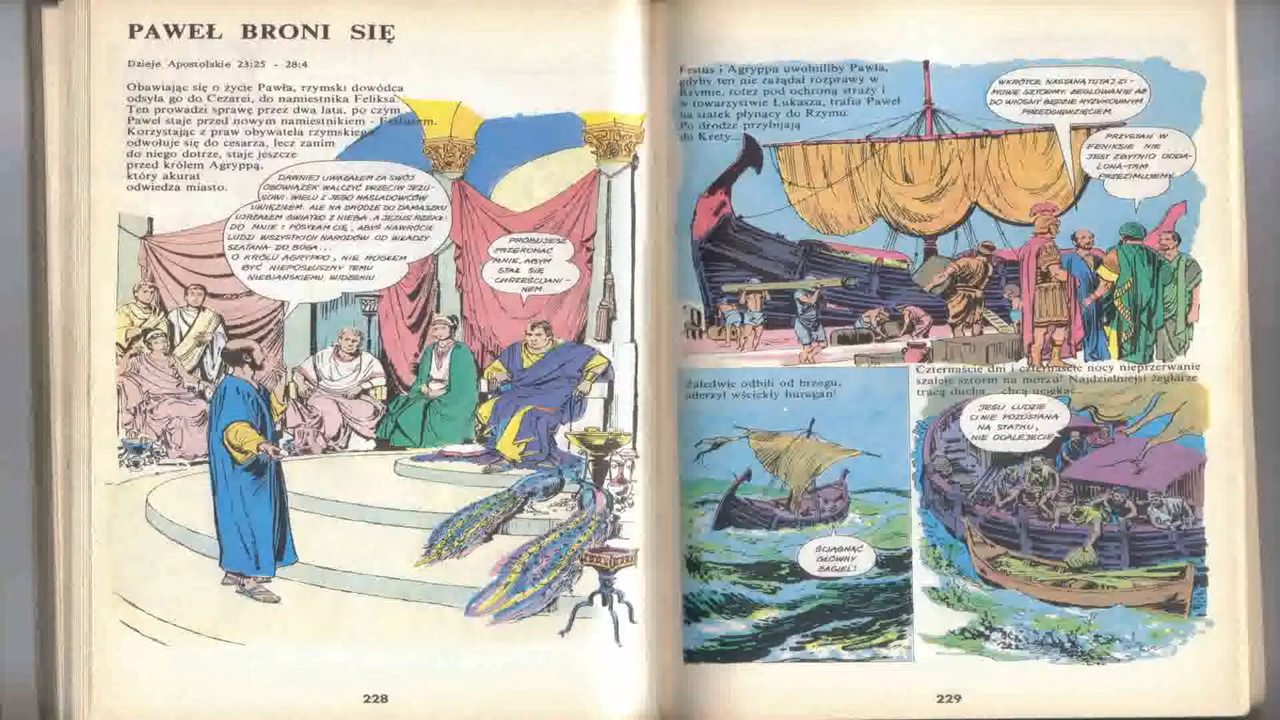 PAWEŁ BRONI SIĘ
Dzieje Apostolskie 23:25 - 28:4
Obawiając się o życie Pawła, rzymski dowódca
odsyła go do Cezarei, do namiestnika Feliksa.
Ten prowadzi sprawę przez dwa lata, po czym
Paweł staje przed nowym namiestnikiem - Festusem.
Korzystając z praw obywatela rzymskiego
odwołuje się do cesarza, lecz zanim
do niego dotrze, staje jeszcze
przed królem Agryppą,
który akurat
odwiedza miasto.
DAWNIEJ UWAŻAŁEM ZA SWÓJ
OBOWIĄZEK WALCZYĆ PRZECIW JEZU-
SOWI. WIELU Z JEGO NAŚLADOWCÓW
UWIĘZIŁEM. ALE NA DRODZE DO DAMASZKU
UJRZAŁEM ŚWIATŁO Z NIEBA, A JEZUS RZEKŁ
DO MNIE: POSYŁAM CIĘ, ABYŚ NAWRÓCIŁ
LUDZI WSZYSTKICH NARODÓW OD WŁADZY
SZATANA DO BOGA...
O KRÓLU AGRYPPO, NIE MOGŁEM
BYĆ NIEPOSŁUSZNY TEMU
NIEBIAŃSKIEMU WIDZENIU
PRÓBUJESZ
PRZEKONAĆ
MNIE, ABYM
STAŁ SIĘ
CHRZEŚCIJANI-
NEM.
228
Festus i Agryppa uwolniliby Pawła,
gdyby ten nie zażądał rozprawy w
Rzymie, toteż pod ochroną straży i
w towarzystwie Łukasza, trafia Paweł
na statek płynący do Rzymu.
Po drodze przybijają
do Krety...
WKRÓTCE NASTANĄ TUTAJ ZI-
MOWE SZTORMY. ŻEGLOWANIE AŻ
DO WIOSNY BĘDZIE RYZYKOWNYM
PRZEDSIĘWZIĘCIEM.
PRZYSTAŃ W
FENIKSIE NIE
JEST ZBYTNIO ODDA-
LONA-TAM
PRZEZIMUJEMY.
Zaledwie odbili od brzegu,
uderzył wściekły huragan!
ŚCIĄGNĄĆ
GŁÓWNY
ŻAGIEL!
Czternaście dni i czternaście nocy nieprzerwanie
szaleje sztorm na morzu! Najdzielniejsi żeglarze
tracą ducha... chcą uciekać...
JEŚLI LUDZIE
CI NIE POZOSTANĄ
NA STATKU,
NIE OCALEJECIE
229